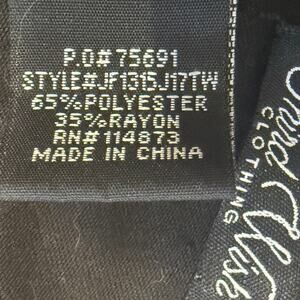 P.O# 75691
STYLE#JF1315J17TW
65%POLYESTER
35%RAYON
RN# 114873
MADE IN CHINA
CLOTHING